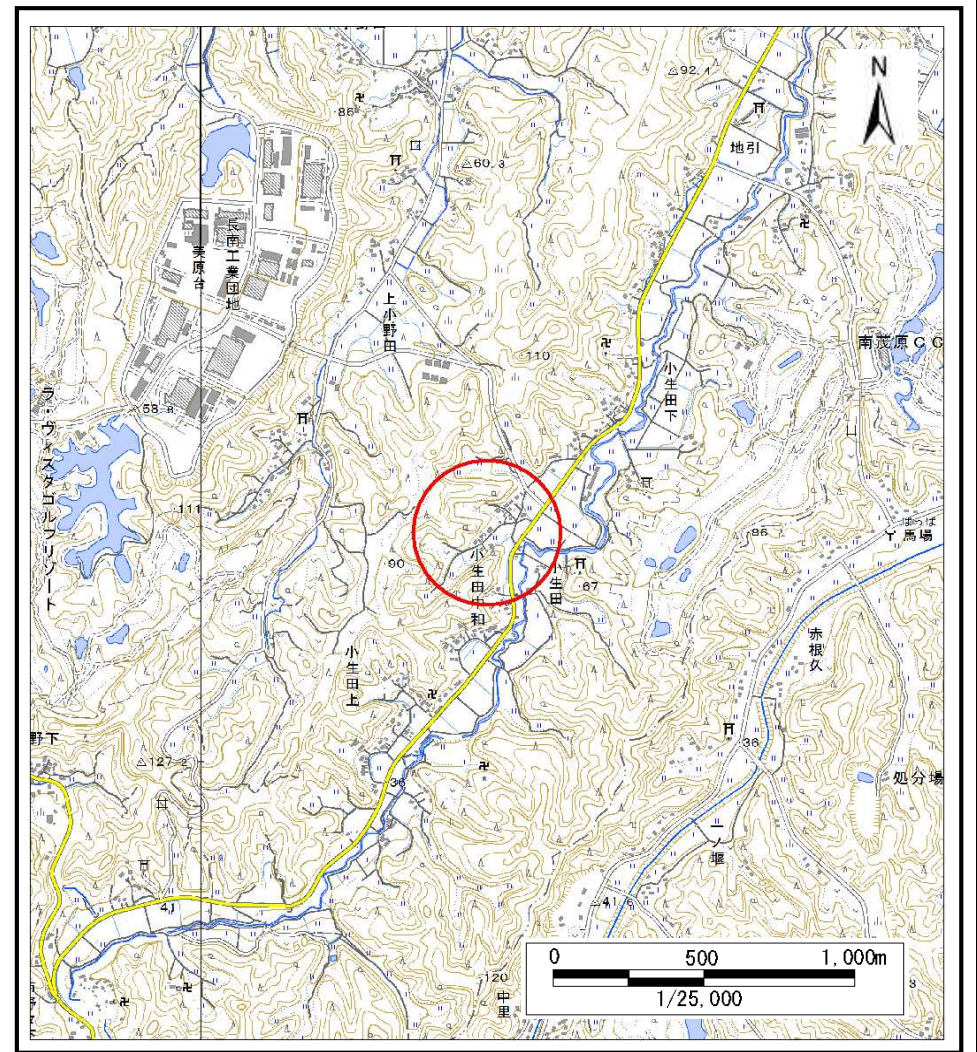 92.4
N
86
地引
60.3
長南工業団地
美原台
上小野田
110
南茂原CC
小生田下
58.8
ラ・ヴィスタゴルフリゾート
111
86
ばっば
馬場
90
小生田中和
小生田
67
赤根久
小生田上
36
野下
127.2
36
処分場
一ノ堰
41
41.6
0 500 1,000m
1/25,000
120
中里
3